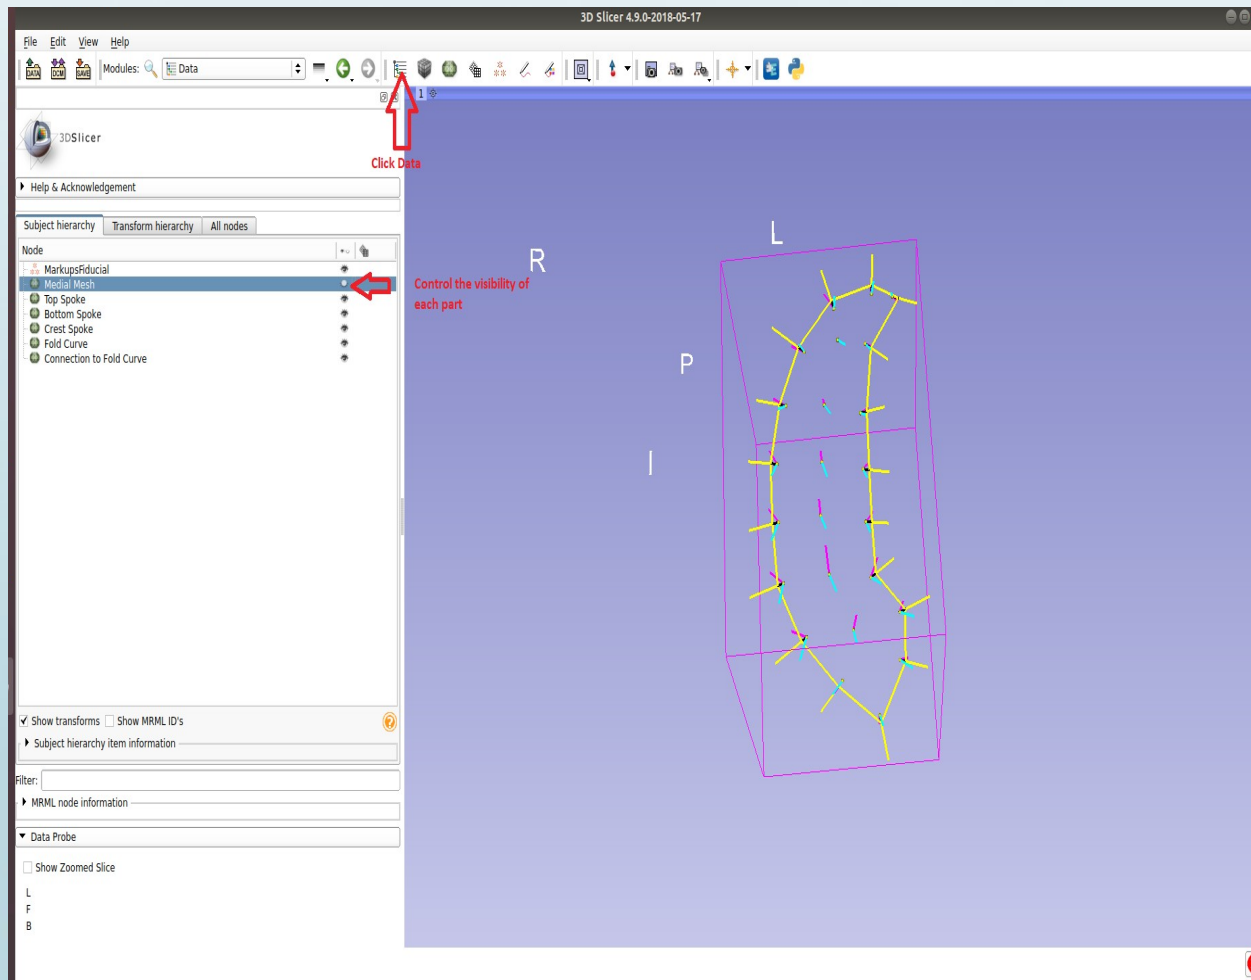 3D Slicer 4.9.0-2018-05-17
File Edit View Help
DATA DCM SAVE Modules: Data
1
3DSlicer
Click Data
Help & Acknowledgement
Subject hierarchy Transform hierarchy All nodes
Node
MarkupsFiducial
Medial Mesh
Top Spoke
Bottom Spoke
Crest Spoke
Fold Curve
Connection to Fold Curve
Control the visibility of
each part
R
L
P
I
Show transforms Show MRML ID's
?
Subject hierarchy item information
Filter:
MRML node information
Data Probe
Show Zoomed Slice
L
F
B